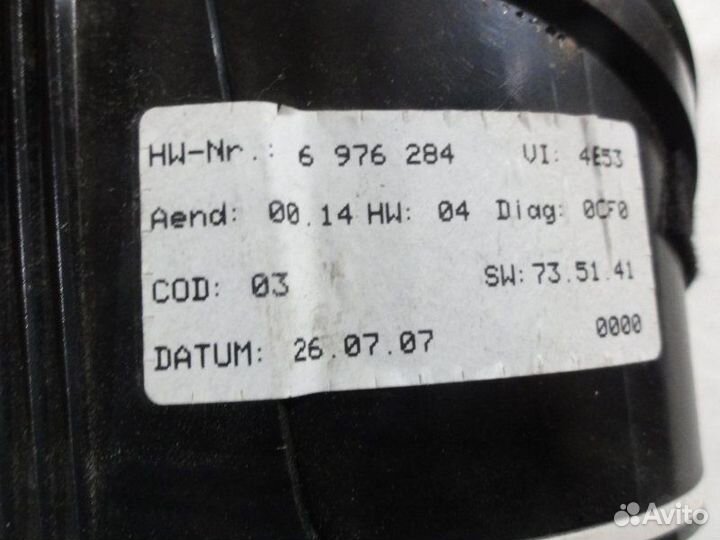 HW-Nr.: 6 976 284 VI: 4E53
Aend: 00.14 HW: 04 Diag: 0CF0
COD: 03 SW: 73.51.41
DATUM: 26.07.07 0000
Avito